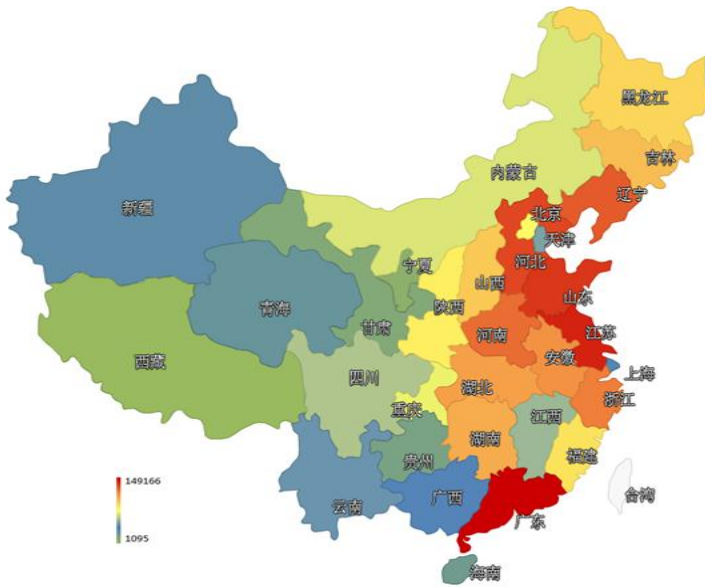 黑龙江
吉林
辽宁
内蒙古
新疆
北京
天津
宁夏
河北
山西
青海
陕西
山东
甘肃
河南
江苏
西藏
安徽
四川
上海
湖北
浙江
重庆
江西
湖南
福建
贵州
149166
广西
台湾
云南
广东
1095
海南